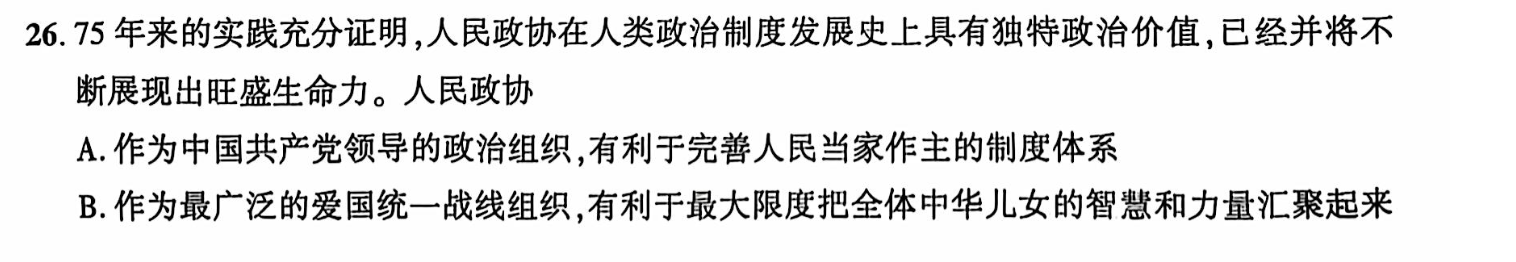 26. 75年来的实践充分证明,人民政协在人类政治制度发展史上具有独特政治价值,已经并将不
断展现出旺盛生命力。人民政协
A. 作为中国共产党领导的政治组织,有利于完善人民当家作主的制度体系
B. 作为最广泛的爱国统一战线组织,有利于最大限度把全体中华儿女的智慧和力量汇聚起来